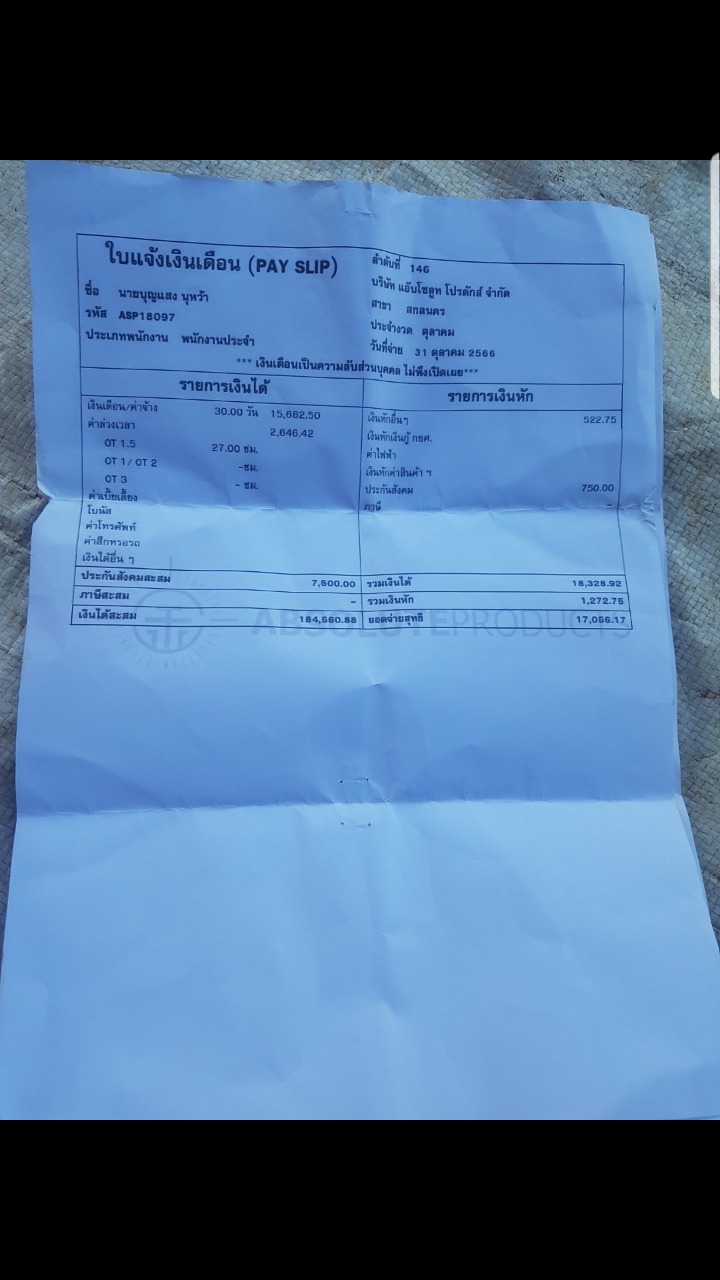 ใบแจ้งเงินเดือน (PAY SLIP)
ลำดับที่ 146
ชื่อ นายบุญแสง นุหว้า
บริษัท แอ๊บโซลูท โปรดักส์ จำกัด
รหัส ASP18097
สาขา สกลนคร
ประเภทพนักงาน พนักงานประจำ
ประจำงวด ตุลาคม
วันที่จ่าย 31 ตุลาคม 2566
*** เงินเดือนเป็นความลับส่วนบุคคล ไม่พึงเปิดเผย***
รายการเงินได้ รายการเงินหัก
เงินเดือน/ค่าจ้าง 30.00 วัน 15,682.50 เงินหักอื่นๆ 522.75
ค่าล่วงเวลา 2,646.42 เงินหักเงินกู้ กยศ.
OT 1.5 27.00 ชม. ค่าไฟฟ้า
OT 1/ OT 2 -ชม. เงินหักค่าสินค้า ฯ
OT 3 - ชม. ประกันสังคม 750.00
ค่าเบี้ยเลี้ยง ภาษี -
โบนัส
ค่าโทรศัพท์
ค่าสึกหรอรถ
เงินได้อื่น ๆ
ประกันสังคมสะสม 7,500.00 รวมเงินได้ 18,328.92
ภาษีสะสม - รวมเงินหัก 1,272.75
เงินได้สะสม 184,560.88 ยอดจ่ายสุทธิ 17,056.17
ABSOLUTEPRODUCTS